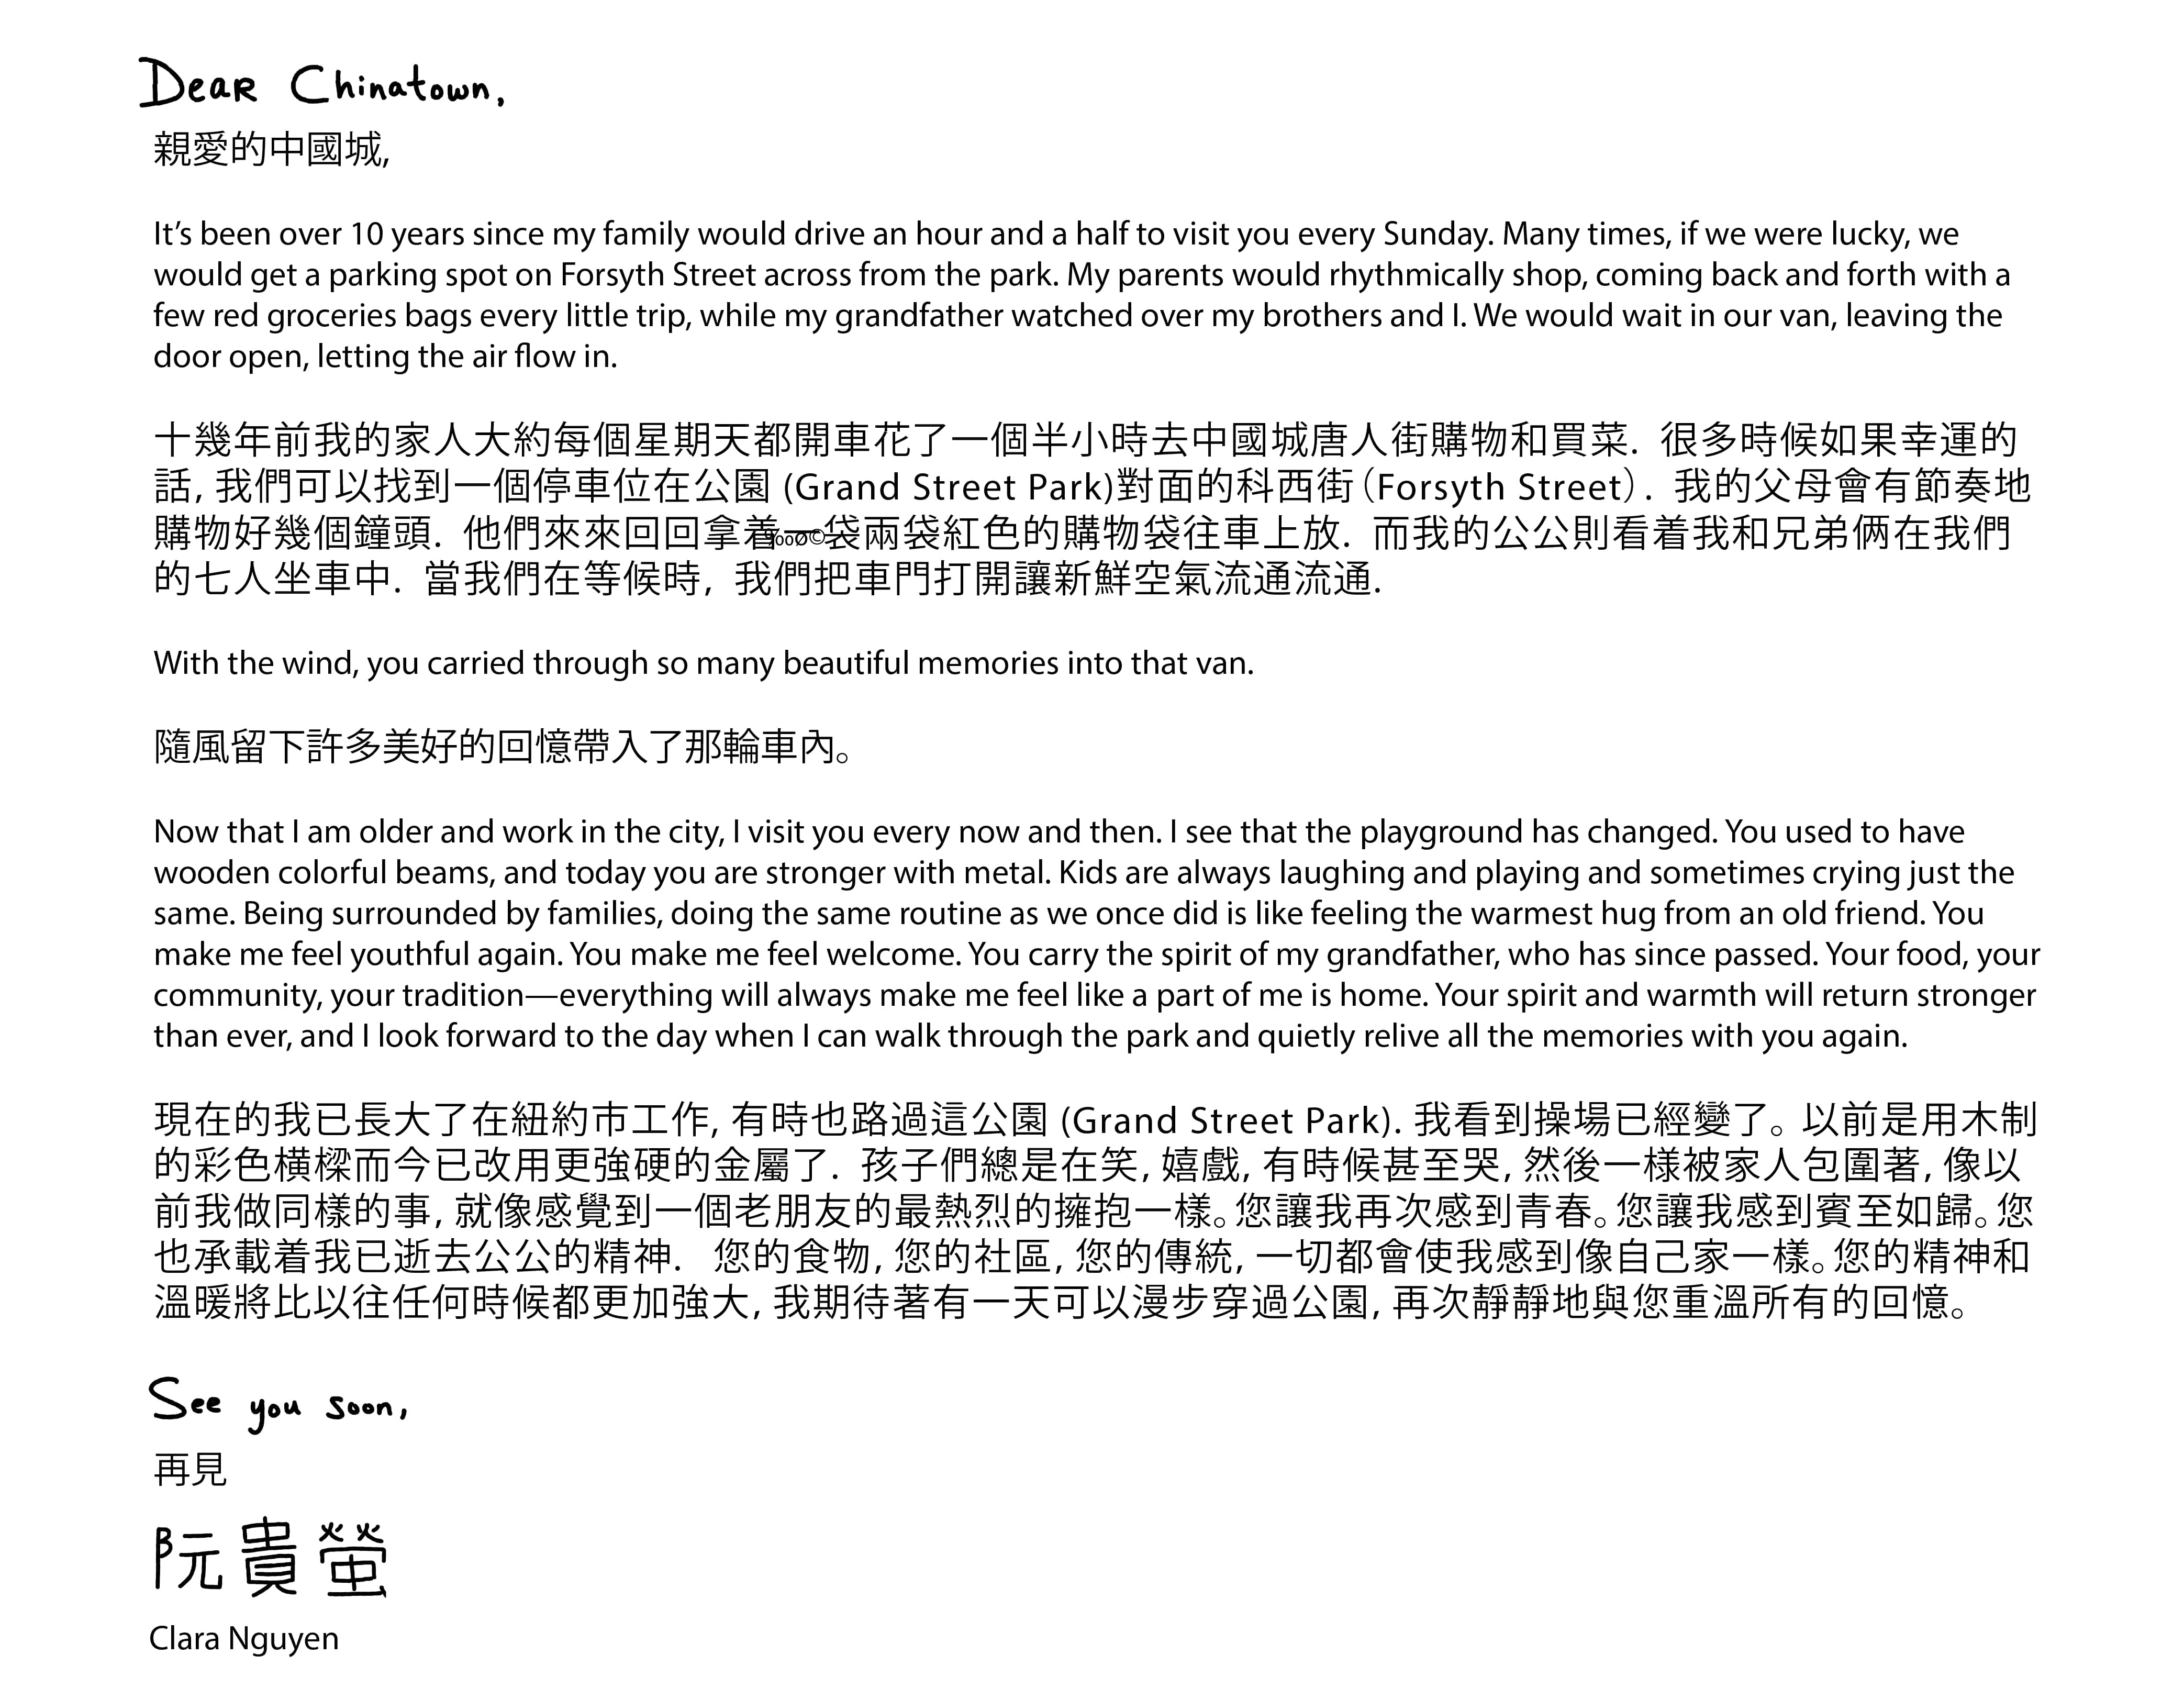 Dear Chinatown,
親愛的中國城,
It’s been over 10 years since my family would drive an hour and a half to visit you every Sunday. Many times, if we were lucky, we
would get a parking spot on Forsyth Street across from the park. My parents would rhythmically shop, coming back and forth with a
few red groceries bags every little trip, while my grandfather watched over my brothers and I. We would wait in our van, leaving the
door open, letting the air flow in.
十幾年前我的家人大約每個星期天都開車花了一個半小時去中國城唐人街購物和買菜. 很多時候如果幸運的
話, 我們可以找到一個停車位在公園 (Grand Street Park)對面的科西街（Forsyth Street）. 我的父母會有節奏地
購物好幾個鐘頭. 他們來來回回拿着一袋兩袋紅色的購物袋往車上放. 而我的公公則看着我和兄弟倆在我們
的七人坐車中. 當我們在等候時, 我們把車門打開讓新鮮空氣流通流通.
With the wind, you carried through so many beautiful memories into that van.
隨風留下許多美好的回憶帶入了那輪車內。
Now that I am older and work in the city, I visit you every now and then. I see that the playground has changed. You used to have
wooden colorful beams, and today you are stronger with metal. Kids are always laughing and playing and sometimes crying just the
same. Being surrounded by families, doing the same routine as we once did is like feeling the warmest hug from an old friend. You
make me feel youthful again. You make me feel welcome. You carry the spirit of my grandfather, who has since passed. Your food, your
community, your tradition—everything will always make me feel like a part of me is home. Your spirit and warmth will return stronger
than ever, and I look forward to the day when I can walk through the park and quietly relive all the memories with you again.
現在的我已長大了在紐約市工作, 有時也路過這公園 (Grand Street Park). 我看到操場已經變了。以前是用木制
的彩色橫樑而今已改用更強硬的金屬了. 孩子們總是在笑, 嬉戲, 有時候甚至哭, 然後一樣被家人包圍著, 像以
前我做同樣的事, 就像感覺到一個老朋友的最熱烈的擁抱一樣。您讓我再次感到青春。您讓我感到賓至如歸。您
也承載着我已逝去公公的精神. 您的食物, 您的社區, 您的傳統, 一切都會使我感到像自己家一樣。您的精神和
溫暖將比以往任何時候都更加強大, 我期待著有一天可以漫步穿過公園, 再次靜靜地與您重溫所有的回憶。
See you soon,
再見
阮貴螢
Clara Nguyen